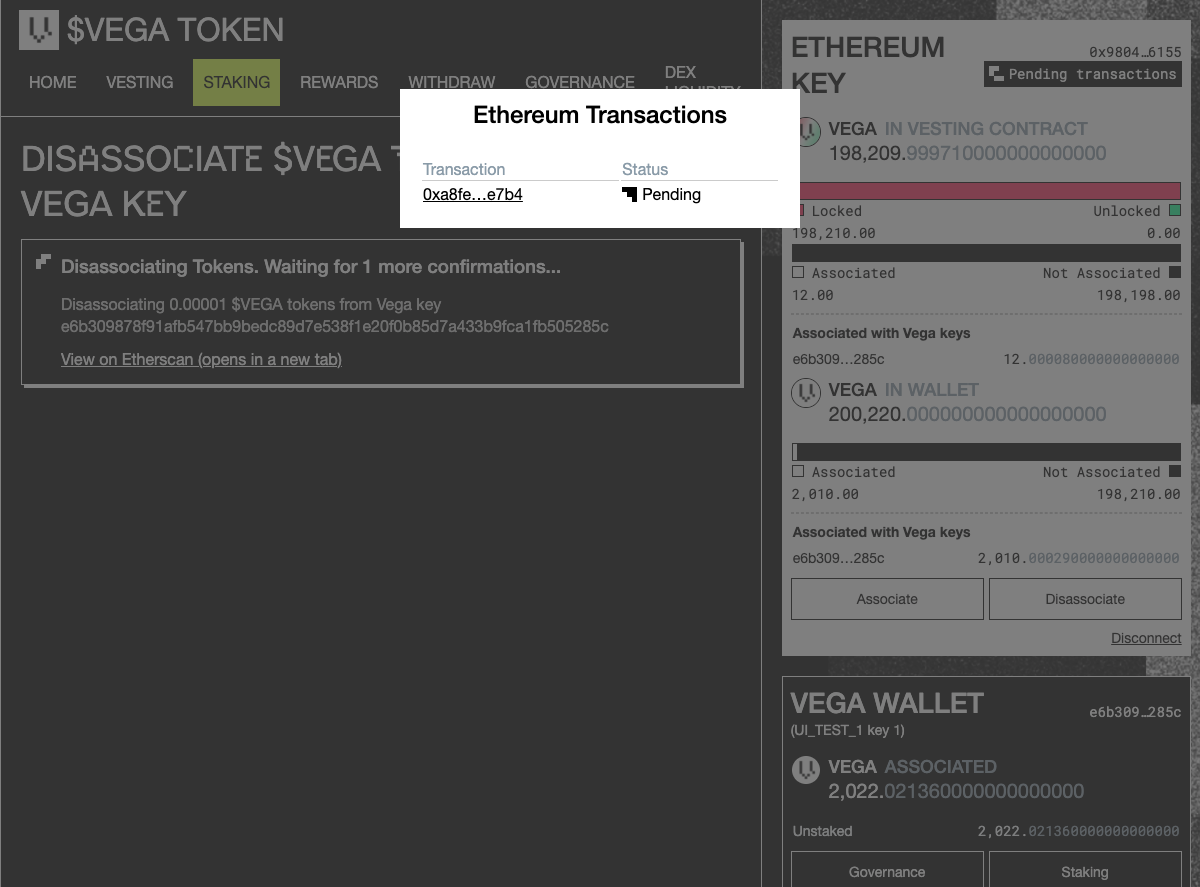 $VEGA TOKEN
HOME
VESTING
STAKING
REWARDS
WITHDRAW
GOVERNANCE
DEX
LIQUIDITY
Ethereum Transactions
Transaction
Status
0xa8fe…e7b4
Pending
DISASSOCIATE $VEGA
VEGA KEY
Disassociating Tokens. Waiting for 1 more confirmations...
Disassociating 0.00001 $VEGA tokens from Vega key
e6b309878f91afb547bb9bedc89d7e538f1e20f0b85d7a433b9fca1fb505285c
View on Etherscan (opens in a new tab)
ETHEREUM
KEY
0x9804…6155
Pending transactions
VEGA IN VESTING CONTRACT
198,209.999710000000000000
Locked
Unlocked
198,210.00
0.00
Associated
Not Associated
12.00
198,198.00
Associated with Vega keys
e6b309…285c
12.000080000000000000
VEGA IN WALLET
200,220.000000000000000000
Associated
Not Associated
2,010.00
198,210.00
Associated with Vega keys
e6b309…285c
2,010.000290000000000000
Associate
Disassociate
Disconnect
VEGA WALLET
e6b309…285c
(UI_TEST_1 key 1)
VEGA ASSOCIATED
2,022.021360000000000000
Unstaked
2,022.021360000000000000
Governance
Staking